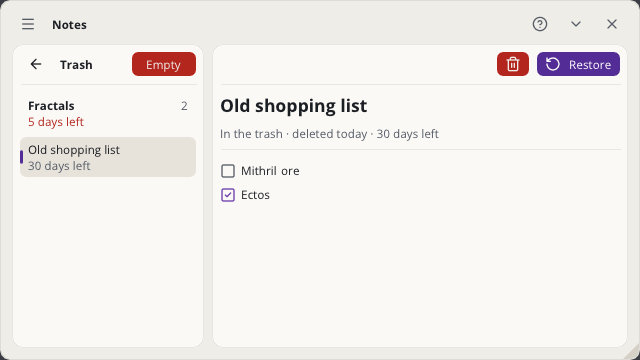 Notes
Trash
Empty
Fractals 2
5 days left
Old shopping list
30 days left
Restore
Old shopping list
In the trash · deleted today · 30 days left
Mithril ore
Ectos